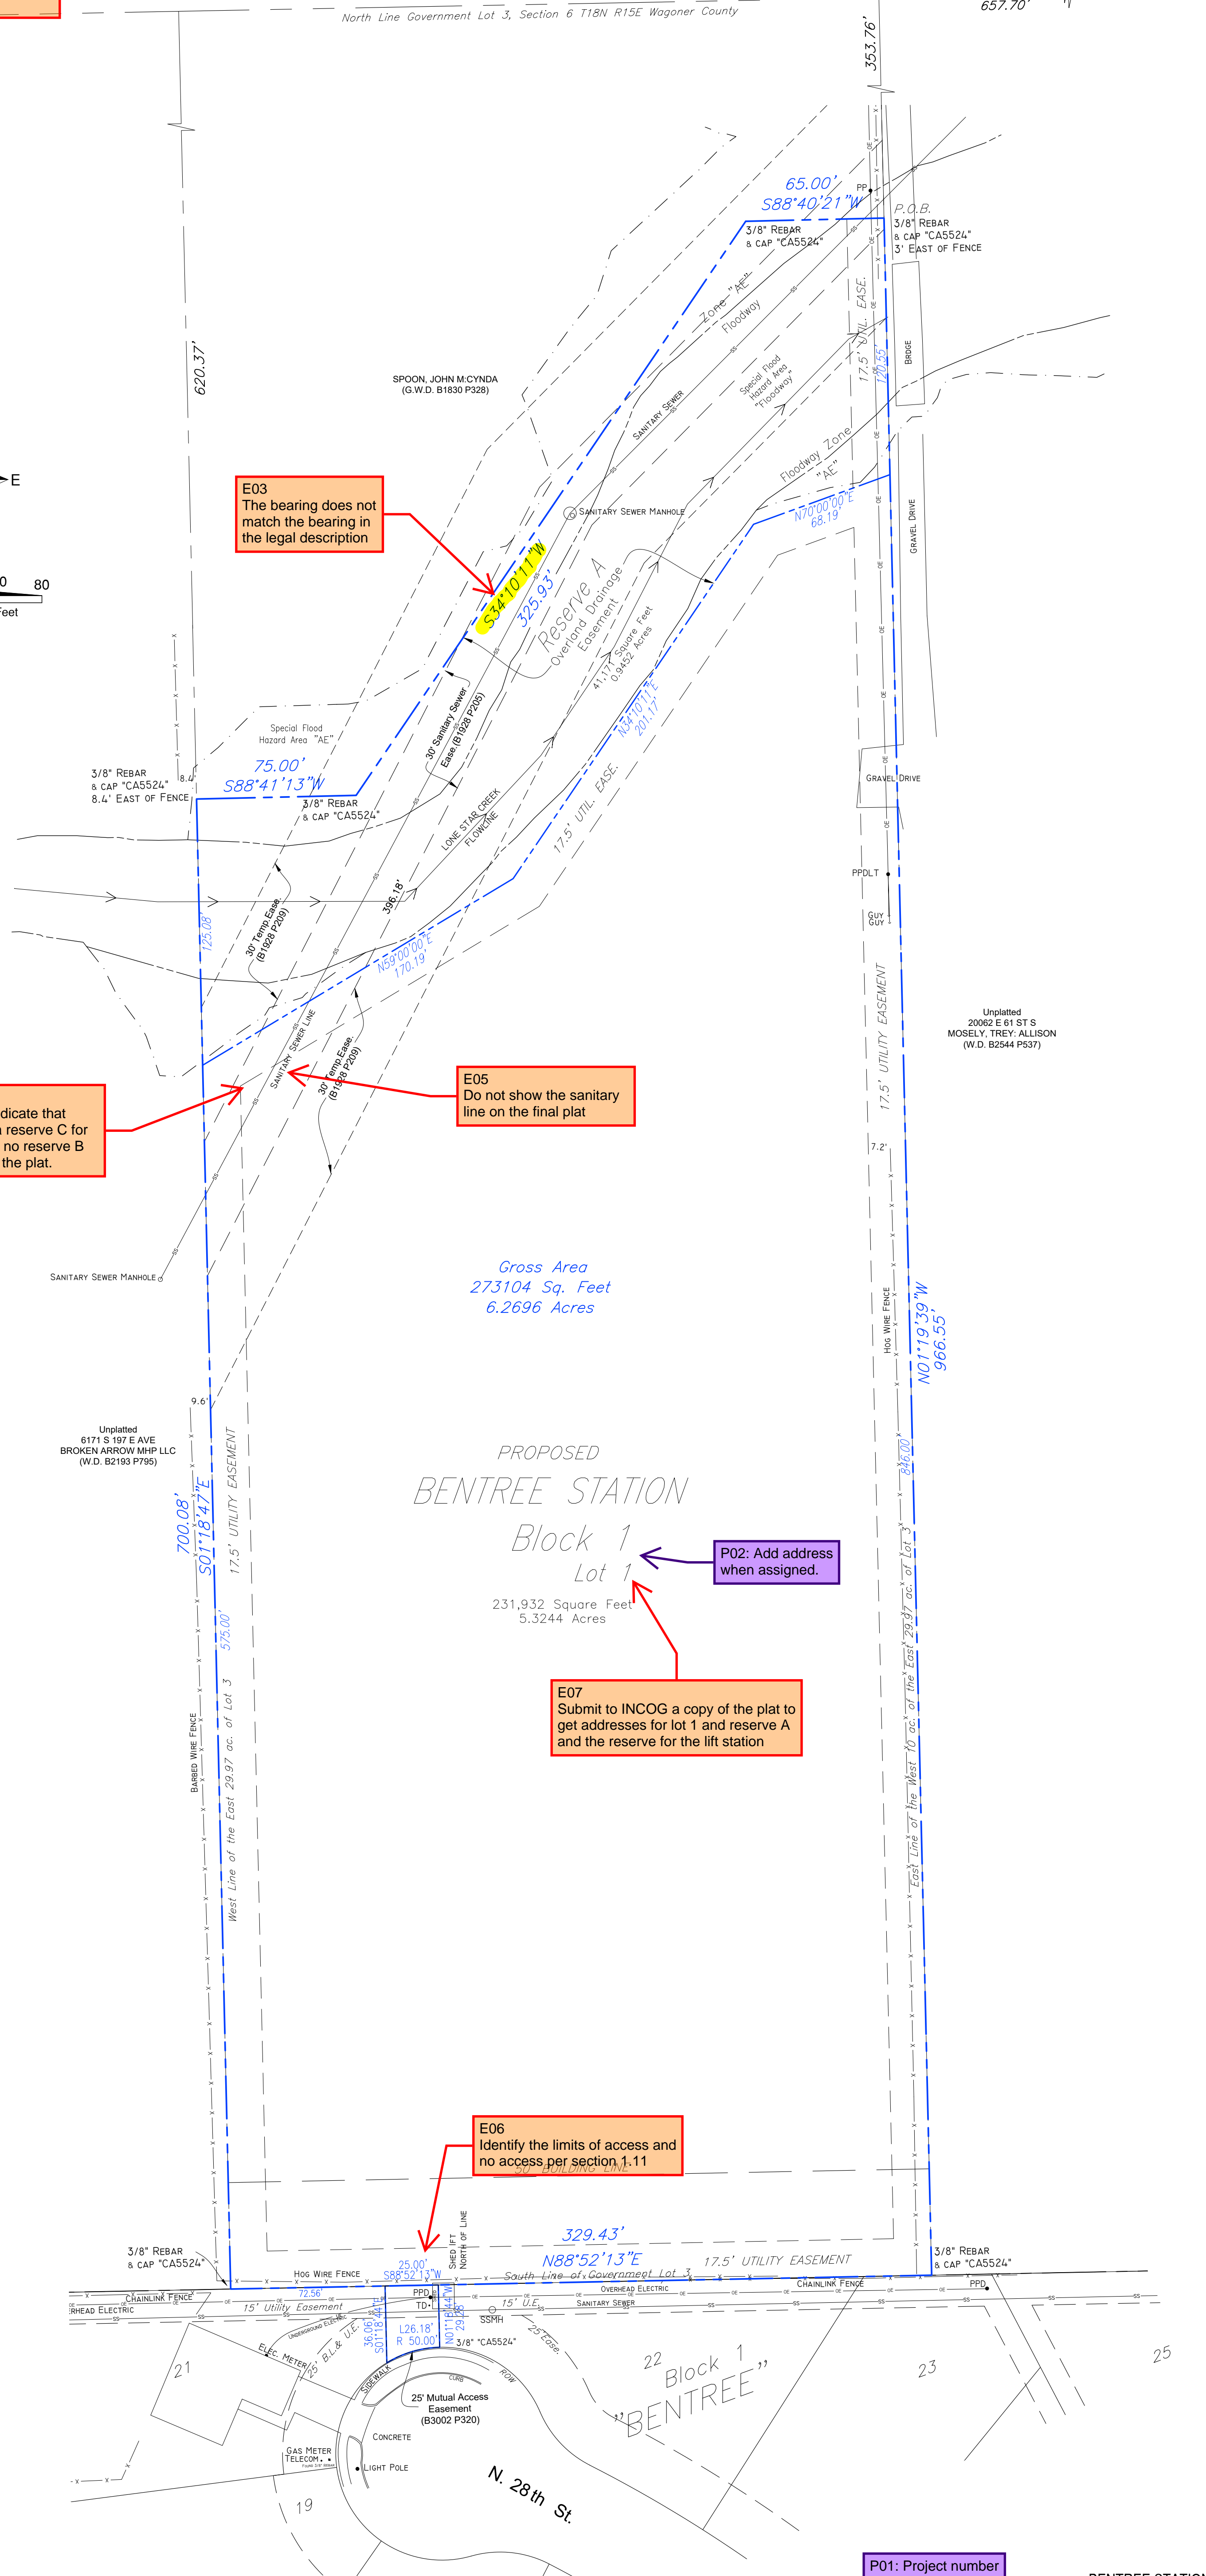 North Line Government Lot 3, Section 6 T18N R15E Wagoner County
657.70'
353.76'
620.37'
65.00'
S88°40'21"W
PP
P.O.B.
3/8" REBAR
& CAP "CA5524"
3/8" REBAR
& CAP "CA5524"
3' EAST OF FENCE
Zone "AE"
Floodway
17.5' UTIL. EASE.
120.55'
BRDGE
SPOON, JOHN M:CYNDA
(G.W.D. B1830 P328)
Special Flood
Hazard Area
"Floodway"
SANITARY SEWER
Floodway Zone
"AE"
N70°00'00"E
68.19'
GRAVEL DRIVE
E
E03
The bearing does not
match the bearing in
the legal description
SANITARY SEWER MANHOLE
0 80
Feet
S34°10'11"W
325.93'
Reserve A
Overland Drainage
Easement
41,171 Square Feet
0.9452 Acres
30' Sanitary Sewer
Ease.(B1928 P205)
N34°10'11"E
201.17'
Special Flood
Hazard Area "AE"
75.00'
S88°41'13"W
3/8" REBAR
& CAP "CA5524"
8.4' EAST OF FENCE
8.4'
3/8" REBAR
& CAP "CA5524"
GRAVEL DRIVE
LONE STAR CREEK
FLOWLINE
17.5' UTIL. EASE.
PPDLT
GUY
GUY
396.18'
125.08'
30' Temp.Ease.
(B1928 P209)
N59°00'00"E
170.19'
17.5' UTILITY EASEMENT
Unplatted
20062 E 61 ST S
MOSELY, TREY: ALLISON
(W.D. B2544 P537)
SANITARY SEWER LINE
30' Temp.Ease.
(B1928 P209)
E05
Do not show the sanitary
line on the final plat
dicate that
reserve C for
no reserve B
the plat.
7.2'
SANITARY SEWER MANHOLE
Gross Area
273104 Sq. Feet
6.2696 Acres
HOG WIRE FENCE
N01°19'39"W
966.55'
9.6'
Unplatted
6171 S 197 E AVE
BROKEN ARROW MHP LLC
(W.D. B2193 P795)
17.5' UTILITY EASEMENT
700.08'
S01°18'47"E
846.00'
PROPOSED
BENTREE STATION
Block 1
Lot 1
231,932 Square Feet
5.3244 Acres
P02: Add address
when assigned.
575.00'
E07
Submit to INCOG a copy of the plat to
get addresses for lot 1 and reserve A
and the reserve for the lift station
BARBED WIRE FENCE
West Line of the East 29.97 ac. of Lot 3
East Line of the West 10 ac. of the East 29.97 ac. of Lot 3
E06
Identify the limits of access and
no access per section 1.11
50' BUILDING LINE
SHED IFT
NORTH OF LINE
329.43'
N88°52'13"E
17.5' UTILITY EASEMENT
South Line of Government Lot 3
3/8" REBAR
& CAP "CA5524"
3/8" REBAR
& CAP "CA5524"
HOG WIRE FENCE
25.00'
S88°52'13"W
72.56'
CHAINLINK FENCE
ERHEAD ELECTRIC
15' Utility Easement
PPD
TD
15' U.E.
OVERHEAD ELECTRIC
SANITARY SEWER
CHAINLINK FENCE
PPD
SSMH
36.06'
S01°18'47"E
N01°18'47"W
L26.18'
R 50.00'
3/8" "CA5524"
25' Ease.
UNDERGROUND ELECTRIC
25' B.L.& U.E.
ELEC. METER
21
SIDEWALK
CURB
ROW
22
Block 1
"BENTREE"
23
25
25' Mutual Access
Easement
(B3002 P320)
CONCRETE
GAS METER
TELECOM.
LIGHT POLE
N. 28th St.
19
P01: Project number
BENTREE STATION